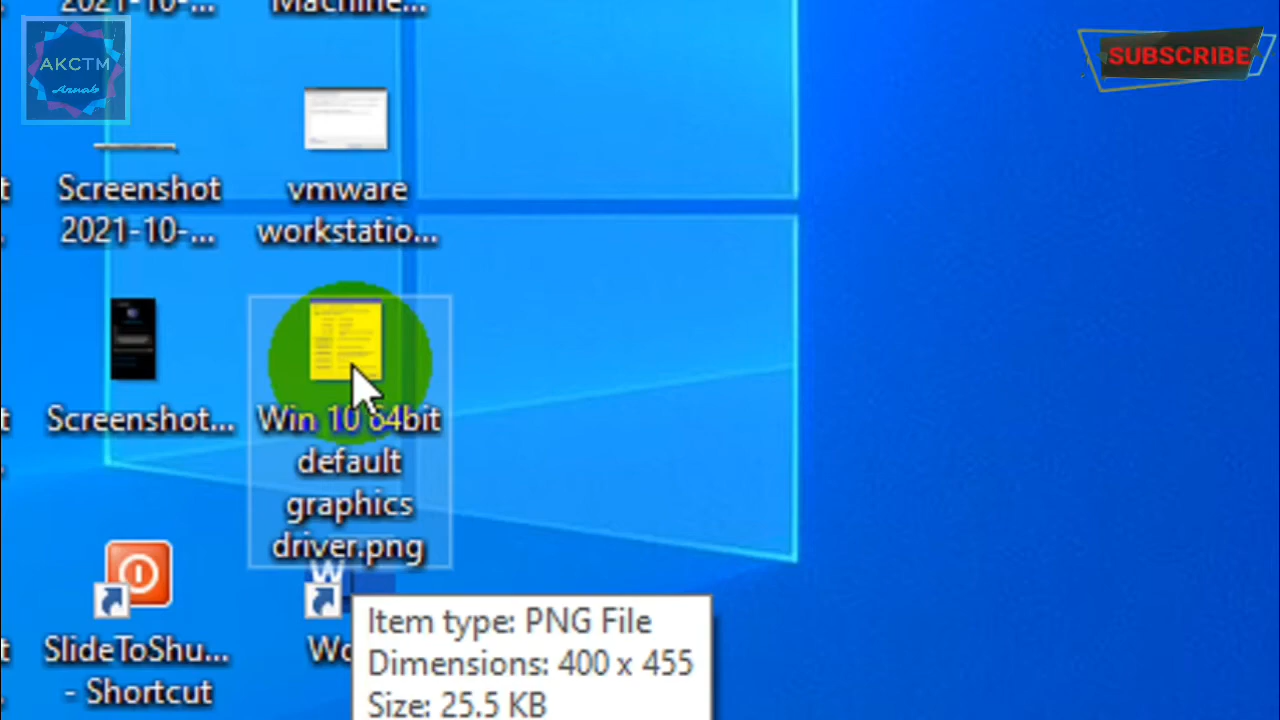 2021-10-...
Machine...
AKCTM
Arnab
SUBSCRIBE
Screenshot
2021-10-...
vmware
workstatio...
Screenshot...
Win 10 64bit
default
graphics
driver.png
SlideToShu...
- Shortcut
W
Wo
Item type: PNG File
Dimensions: 400 x 455
Size: 25.5 KB